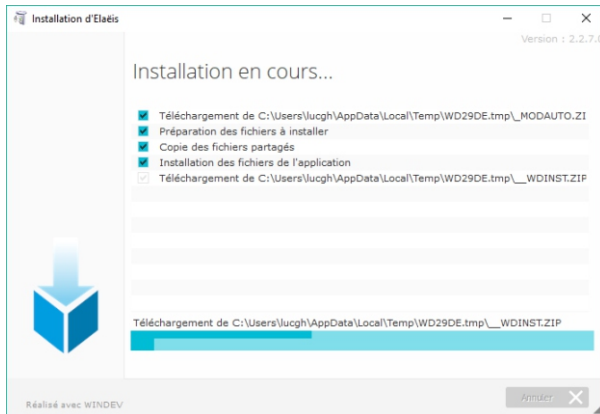 Installation d'Elaëis
Version : 2.2.7.0
Installation en cours...
Téléchargement de C:\Users\lucgh\AppData\Local\Temp\WD29DE.tmp\_MODAUTO.ZI
Préparation des fichiers à installer
Copie des fichiers partagés
Installation des fichiers de l'application
Téléchargement de C:\Users\lucgh\AppData\Local\Temp\WD29DE.tmp\__WDINST.ZIP
Téléchargement de C:\Users\lucgh\AppData\Local\Temp\WD29DE.tmp\__WDINST.ZIP
Réalisé avec WINDEV
Annuler